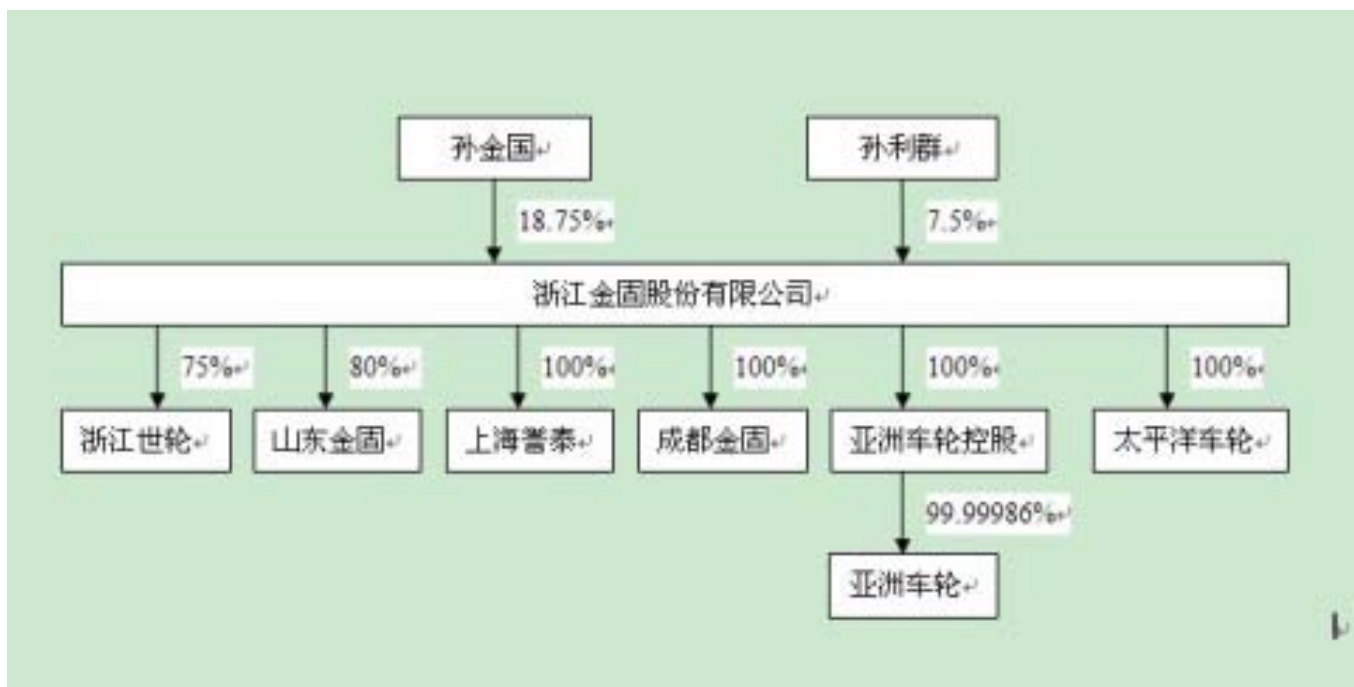 孙金国
孙利群
18.75%
7.5%
浙江金固股份有限公司
75%
80%
100%
100%
100%
100%
浙江世轮
山东金固
上海誉泰
成都金固
亚洲车轮控股
太平洋车轮
99.99986%
亚洲车轮